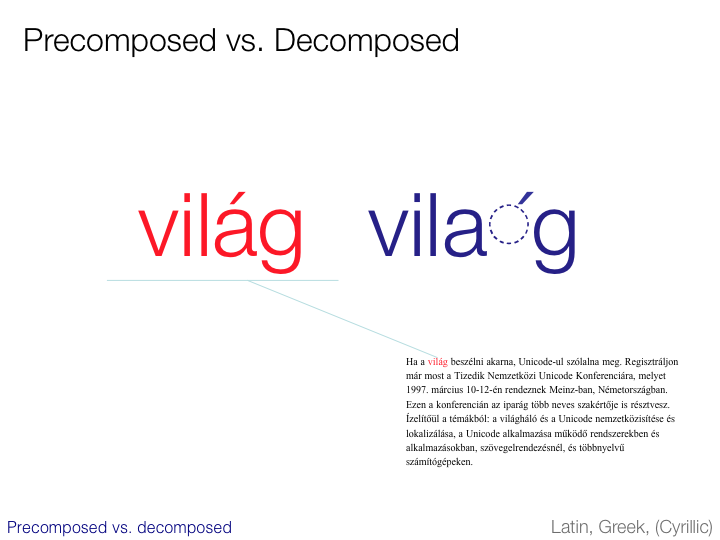 Precomposed vs. Decomposed
világ vila◌́g
Ha a világ beszélni akarna, Unicode-ul szólalna meg. Regisztráljon
már most a Tizedik Nemzetközi Unicode Konferenciára, melyet
1997. március 10-12-én rendeznek Meinz-ban, Németországban.
Ezen a konferencián az iparág több neves szakértője is résztvesz.
Ízelítőül a témákból: a világháló és a Unicode nemzetközisítése és
lokalizálása, a Unicode alkalmazása működő rendszerekben és
alkalmazásokban, szövegelrendezésnél, és többnyelvű
számítógépeken.
Precomposed vs. decomposed
Latin, Greek, (Cyrillic)